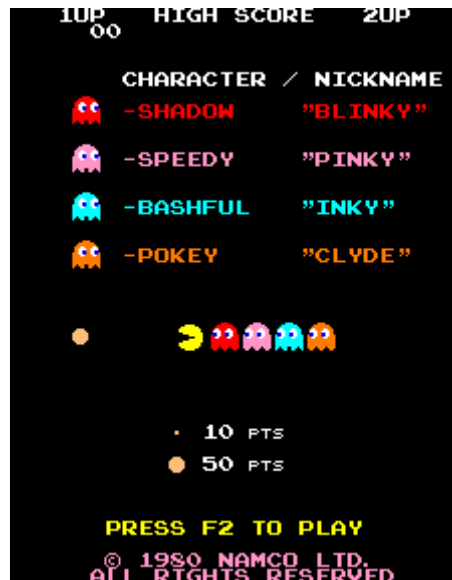 1UP HIGH SCORE 2UP
00
CHARACTER / NICKNAME
-SHADOW "BLINKY"
-SPEEDY "PINKY"
-BASHFUL "INKY"
-POKEY "CLYDE"
10 PTS
50 PTS
PRESS F2 TO PLAY
© 1980 NAMCO LTD.
ALL RIGHTS RESERVED